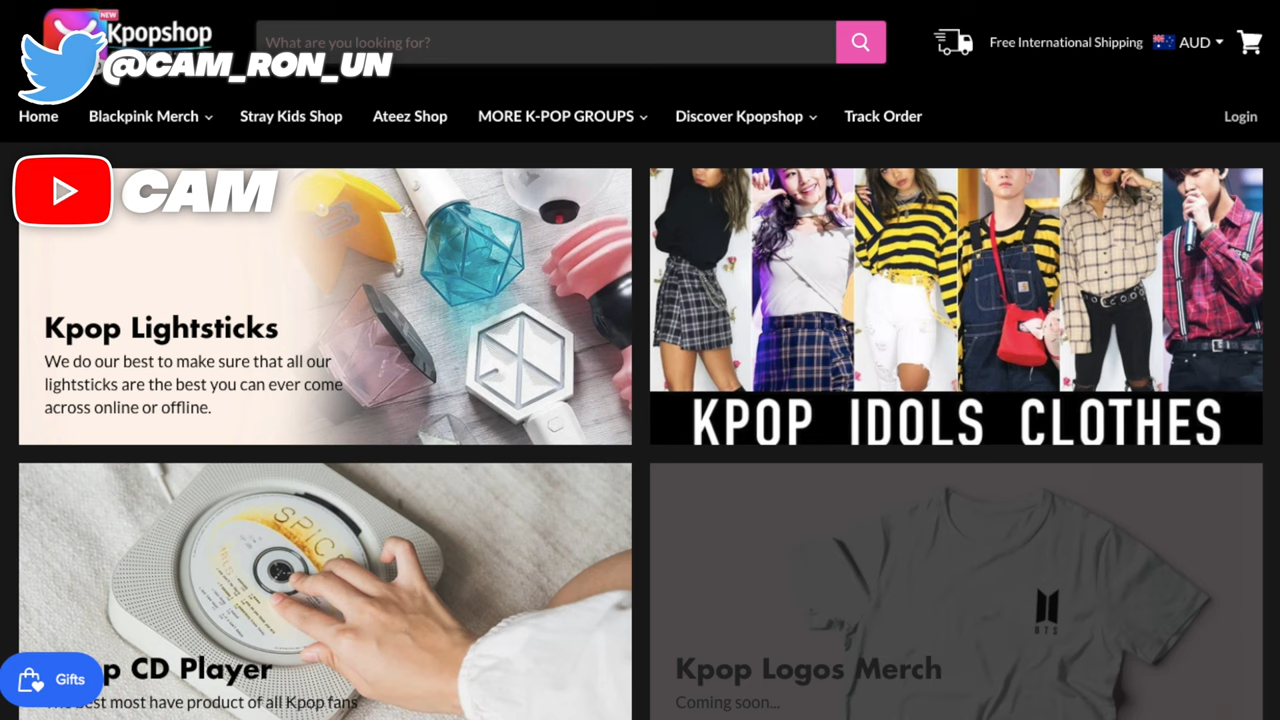 NEW
Kpopshop
What are you looking for?
Free International Shipping
AUD
@CAM_RON_UN
Home
Blackpink Merch
Stray Kids Shop
Ateez Shop
MORE K-POP GROUPS
Discover Kpopshop
Track Order
Login
CAM
Kpop Lightsticks
We do our best to make sure that all our
lightsticks are the best you can ever come
across online or offline.
KPOP IDOLS CLOTHES
SPICE
p CD Player
est most have product of all Kpop fans
Gifts
BTS
Kpop Logos Merch
Coming soon...